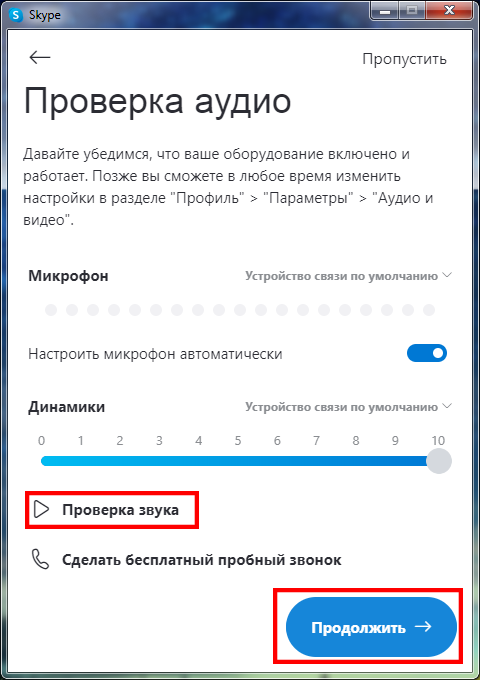 Skype
Пропустить
Проверка аудио
Давайте убедимся, что ваше оборудование включено и
работает. Позже вы сможете в любое время изменить
настройки в разделе "Профиль" > "Параметры" > "Аудио и
видео".
Микрофон Устройство связи по умолчанию
Настроить микрофон автоматически
Динамики Устройство связи по умолчанию
0 1 2 3 4 5 6 7 8 9 10
Проверка звука
Сделать бесплатный пробный звонок
Продолжить